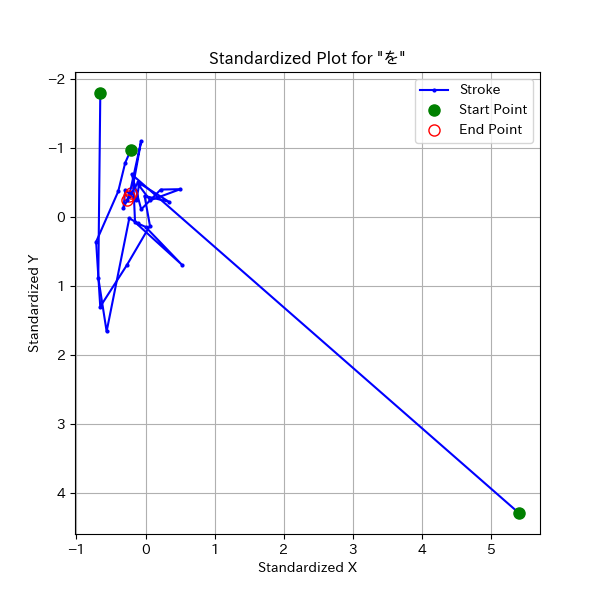 Standardized Plot for "を"
Stroke
Start Point
End Point
−2
−1
0
1
2
3
4
Standardized Y
−1 0 1 2 3 4 5
Standardized X